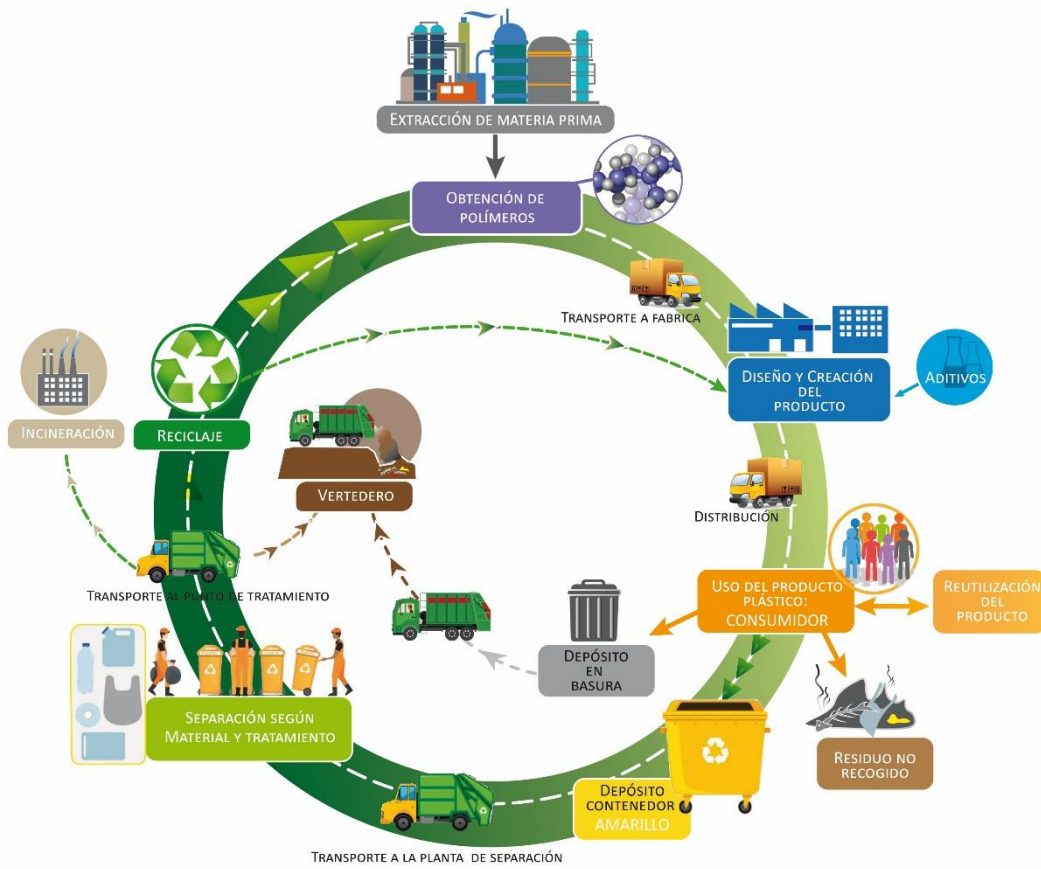 EXTRACCIÓN DE MATERIA PRIMA
OBTENCIÓN DE
POLÍMEROS
TRANSPORTE A FABRICA
DISEÑO Y CREACIÓN
DEL
PRODUCTO
ADITIVOS
INCINERACIÓN
RECICLAJE
VERTEDERO
DISTRIBUCIÓN
TRANSPORTE AL PUNTO DE TRATAMIENTO
USO DEL PRODUCTO
PLÁSTICO:
CONSUMIDOR
REUTILIZACIÓN
DEL
PRODUCTO
DEPÓSITO
EN
BASURA
SEPARACIÓN SEGÚN
MATERIAL Y TRATAMIENTO
RESIDUO NO
RECOGIDO
DEPÓSITO
CONTENEDOR
AMARILLO
TRANSPORTE A LA PLANTA DE SEPARACIÓN